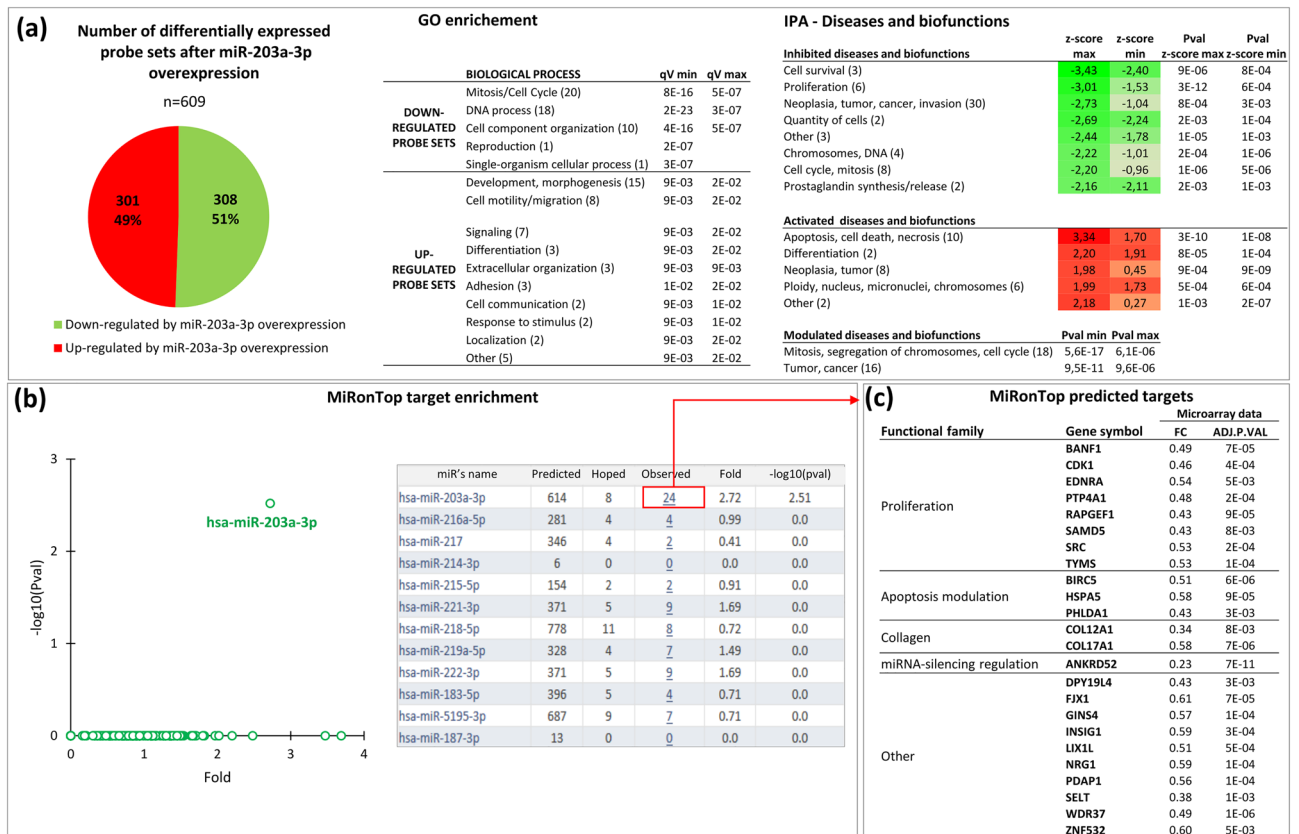 (a)
Number of differentially expressed
probe sets after miR-203a-3p
overexpression
n=609
301
49%
308
51%
Down-regulated by miR-203a-3p overexpression
Up-regulated by miR-203a-3p overexpression
GO enrichement
BIOLOGICAL PROCESS qV min qV max
DOWN-
REGULATED
PROBE SETS
Mitosis/Cell Cycle (20) 8E-16 5E-07
DNA process (18) 2E-23 3E-07
Cell component organization (10) 4E-16 5E-07
Reproduction (1) 2E-07
Single-organism cellular process (1) 3E-07
UP-
REGULATED
PROBE SETS
Development, morphogenesis (15) 9E-03 2E-02
Cell motility/migration (8) 9E-03 2E-02
Signaling (7) 9E-03 2E-02
Differentiation (3) 9E-03 2E-02
Extracellular organization (3) 9E-03 9E-03
Adhesion (3) 1E-02 2E-02
Cell communication (2) 9E-03 1E-02
Response to stimulus (2) 9E-03 1E-02
Localization (2) 9E-03 2E-02
Other (5) 9E-03 2E-02
IPA - Diseases and biofunctions
z-score z-score Pval Pval
Inhibited diseases and biofunctions max min z-score max z-score min
Cell survival (3) -3,43 -2,40 9E-06 8E-04
Proliferation (6) -3,01 -1,53 3E-12 6E-04
Neoplasia, tumor, cancer, invasion (30) -2,73 -1,04 8E-04 3E-03
Quantity of cells (2) -2,69 -2,24 2E-03 1E-04
Other (3) -2,44 -1,78 1E-05 1E-03
Chromosomes, DNA (4) -2,22 -1,01 2E-04 1E-06
Cell cycle, mitosis (8) -2,20 -0,96 1E-06 5E-06
Prostaglandin synthesis/release (2) -2,16 -2,11 2E-03 1E-03
Activated diseases and biofunctions
Apoptosis, cell death, necrosis (10) 3,34 1,70 3E-10 1E-08
Differentiation (2) 2,20 1,91 8E-05 1E-04
Neoplasia, tumor (8) 1,98 0,45 9E-04 9E-09
Ploidy, nucleus, micronuclei, chromosomes (6) 1,99 1,73 5E-04 6E-04
Other (2) 2,18 0,27 1E-03 2E-07
Modulated diseases and biofunctions Pval min Pval max
Mitosis, segregation of chromosomes, cell cycle (18) 5,6E-17 6,1E-06
Tumor, cancer (16) 9,5E-11 9,6E-06
(b)
MiRonTop target enrichment
3
2
1
0
0 1 2 3 4
-log10(Pval)
Fold
hsa-miR-203a-3p
miR's name Predicted Hoped Observed Fold -log10(pval)
hsa-miR-203a-3p 614 8 24 2.72 2.51
hsa-miR-216a-5p 281 4 4 0.99 0.0
hsa-miR-217 346 4 2 0.41 0.0
hsa-miR-214-3p 6 0 0 0.0 0.0
hsa-miR-215-5p 154 2 2 0.91 0.0
hsa-miR-221-3p 371 5 9 1.69 0.0
hsa-miR-218-5p 778 11 8 0.72 0.0
hsa-miR-219a-5p 328 4 7 1.49 0.0
hsa-miR-222-3p 371 5 9 1.69 0.0
hsa-miR-183-5p 396 5 4 0.71 0.0
hsa-miR-5195-3p 687 9 7 0.71 0.0
hsa-miR-187-3p 13 0 0 0.0 0.0
(c)
MiRonTop predicted targets
Microarray data
Functional family Gene symbol FC ADJ.P.VAL
Proliferation
BANF1 0.49 7E-05
CDK1 0.46 4E-04
EDNRA 0.54 5E-03
PTP4A1 0.48 2E-04
RAPGEF1 0.43 9E-05
SAMD5 0.43 8E-03
SRC 0.53 2E-04
TYMS 0.53 1E-04
Apoptosis modulation
BIRC5 0.51 6E-06
HSPA5 0.58 9E-05
PHLDA1 0.43 3E-03
Collagen
COL12A1 0.34 8E-03
COL17A1 0.58 7E-06
miRNA-silencing regulation ANKRD52 0.23 7E-11
Other
DPY19L4 0.43 3E-03
FJX1 0.61 7E-05
GINS4 0.57 1E-04
INSIG1 0.59 3E-04
LIX1L 0.51 5E-04
NRG1 0.59 1E-04
PDAP1 0.56 1E-04
SELT 0.38 1E-03
WDR37 0.49 1E-06
ZNF532 0.60 5E-03